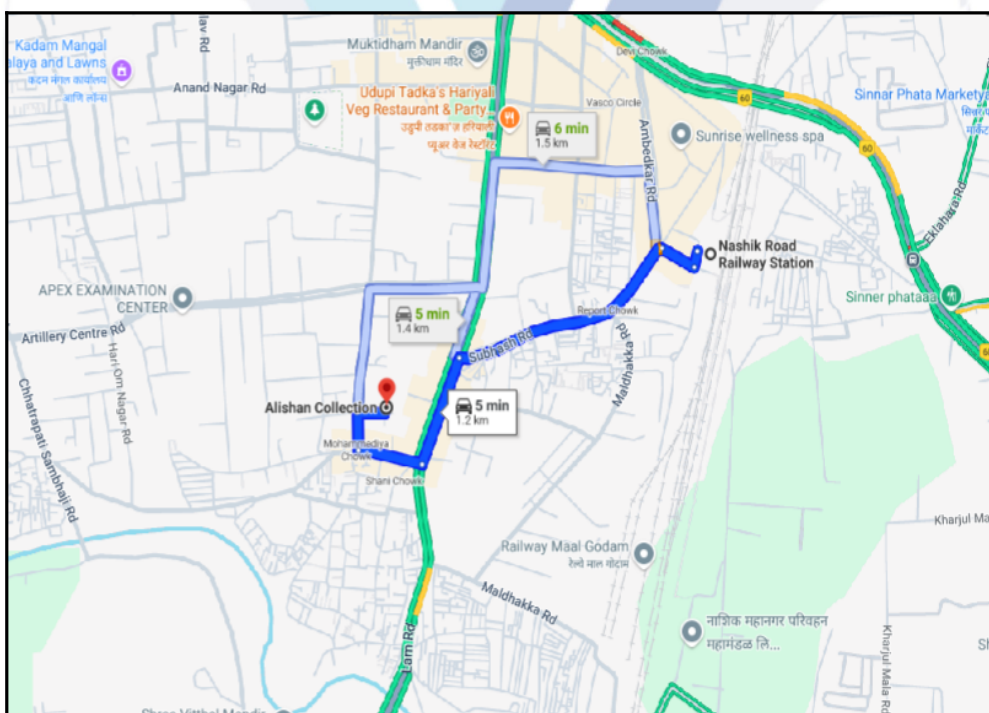 Kadam Mangal
alaya and Lawns
कदम मंगल कार्यालय
आणि लॉन्स
Anand Nagar Rd
Muktidham Mandir
मुक्तीधाम मंदिर
Udupi Tadka's Hariyali
Veg Restaurant & Party...
Devi Chowk
60
Vasco Circle
Sinnar Phata Marketya
6 min
1.5 km
Ambedkar Rd
Sunrise wellness spa
60
Eklahara Rd
Nashik Road
Railway Station
APEX EXAMINATION
CENTER
Sinner phataaa
Artillery Centre Rd
Hari Om Nagar Rd
5 min
1.4 km
Report Chowk
Subhash Rd
Maldhakka Rd
60
Chhatrapati Sambhaji Rd
Alishan Collection
5 min
1.2 km
Mohammadiya
Chowk
Shani Chowk
Kharjul Ma
Railway Maal Godam
रेल्वे माल गोदाम
Maldhakka Rd
Lam Rd
नाशिक महानगर परिवहन
महामंडळ लि...
Kharjul Mala Rd
Sh